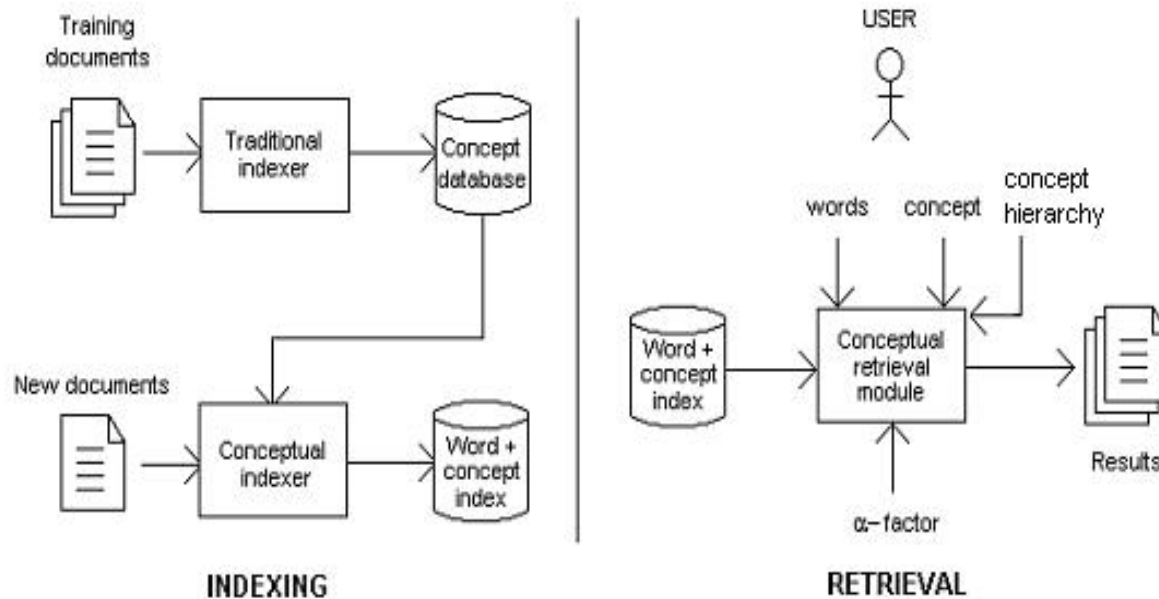 Training
documents
Traditional
indexer
Concept
database
New documents
Conceptual
indexer
Word +
concept
index
INDEXING
USER
words
concept
concept
hierarchy
Word +
concept
index
Conceptual
retrieval
module
Results
α-factor
RETRIEVAL